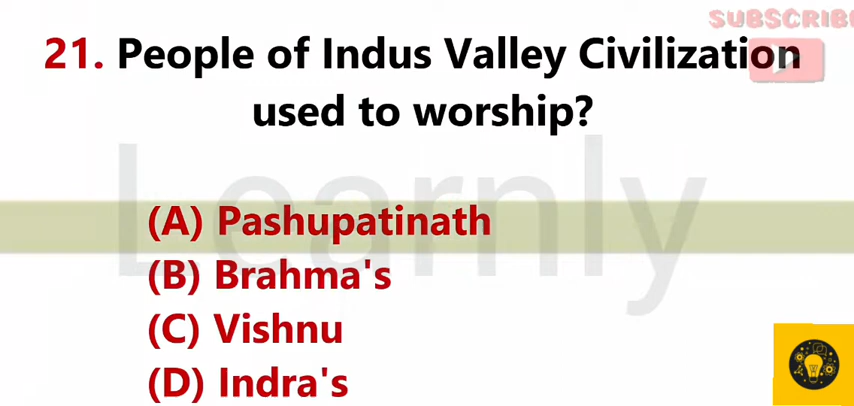 SUBSCRIBE
21. People of Indus Valley Civilization
used to worship?
Learnly
(A) Pashupatinath
(B) Brahma's
(C) Vishnu
(D) Indra's